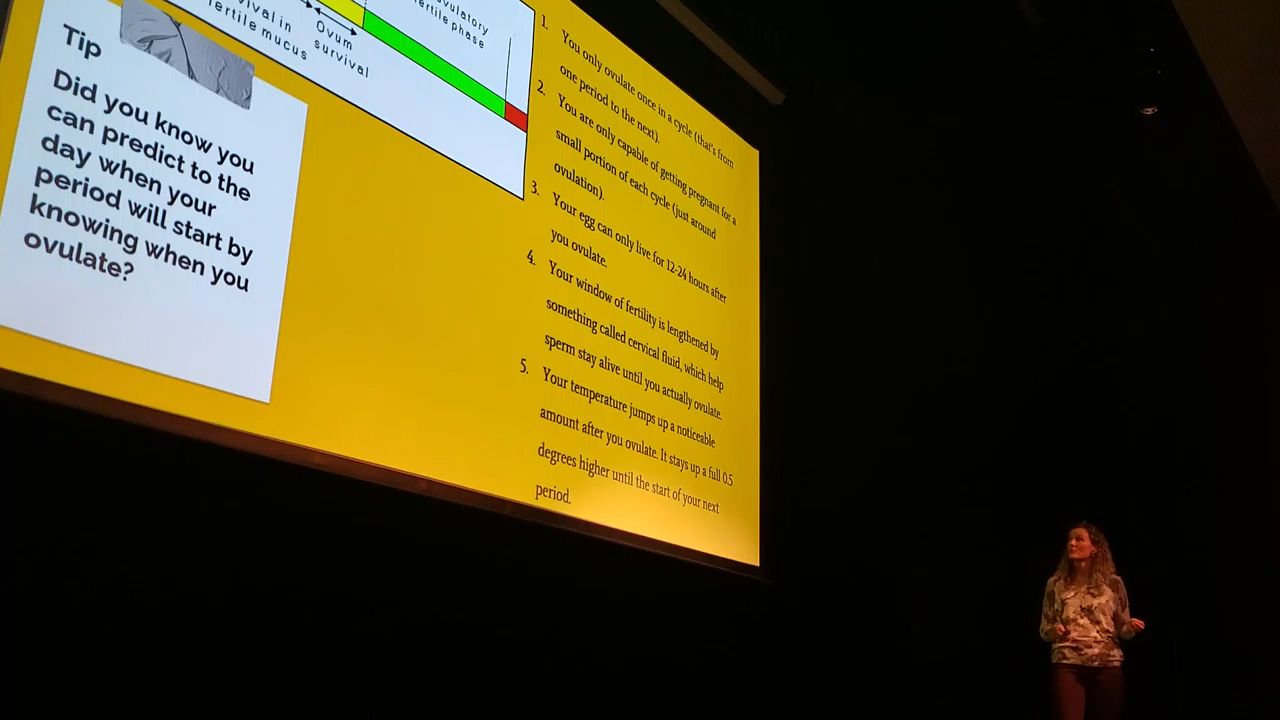 Tip
Did you know you
can predict to the
day when your
period will start by
knowing when you
ovulate?
in
fertile mucus
Ovum
survival
fertile phase
1. You only ovulate once in a cycle (that's from
one period to the next).
2. You are only capable of getting pregnant for a
small portion of each cycle (just around
ovulation).
3. Your egg can only live for 12-24 hours after
you ovulate.
4. Your window of fertility is lengthened by
something called cervical fluid, which help
sperm stay alive until you actually ovulate.
5. Your temperature jumps up a noticeable
amount after you ovulate. It stays up a full 0.5
degrees higher until the start of your next
period.